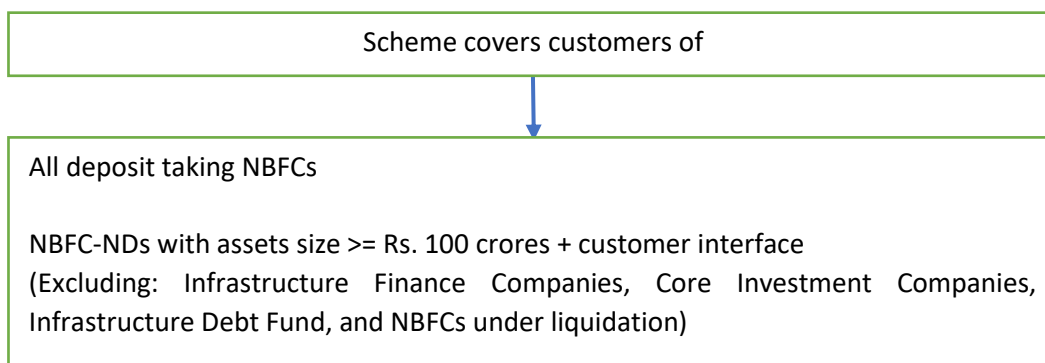 Scheme covers customers of
All deposit taking NBFCs
NBFC-NDs with assets size >= Rs. 100 crores + customer interface
(Excluding: Infrastructure Finance Companies, Core Investment Companies,
Infrastructure Debt Fund, and NBFCs under liquidation)